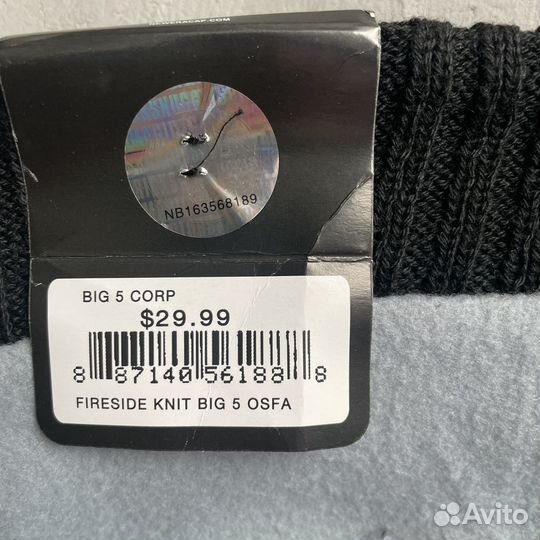 NB163568189
BIG 5 CORP
$29.99
8 87140 56188 8
FIRESIDE KNIT BIG 5 OSFA
Avito